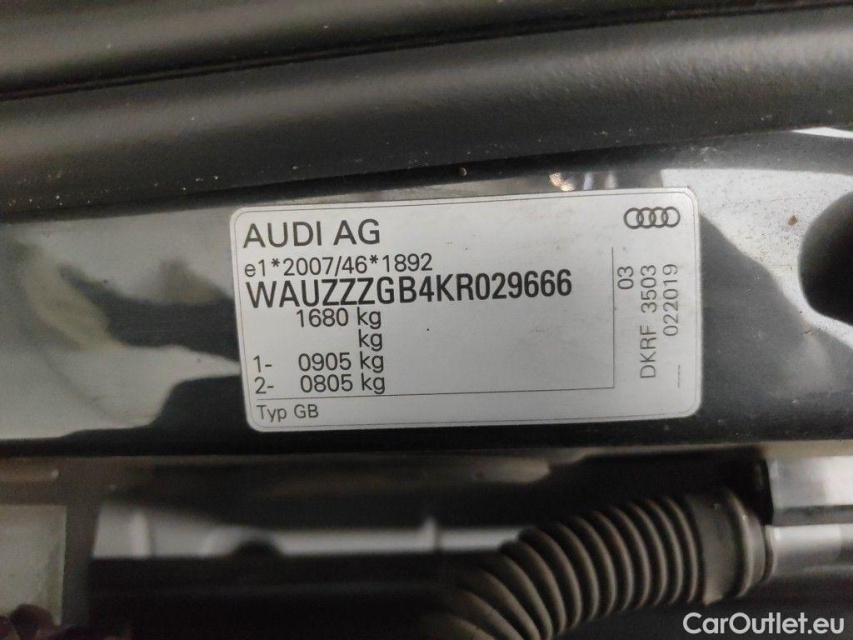 AUDI AG
e1*2007/46*1892
WAUZZZGB4KR029666
1680 kg
kg
1- 0905 kg
2- 0805 kg
Typ GB
03
DKRF 3503
022019
CarOutlet.eu